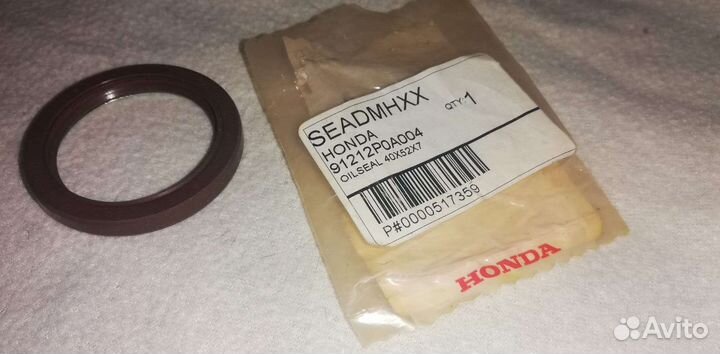 SEADMHXX
HONDA
QTY: 1
91212P0A004
OILSEAL 40X52X7
P#0000517359
HONDA
Avito